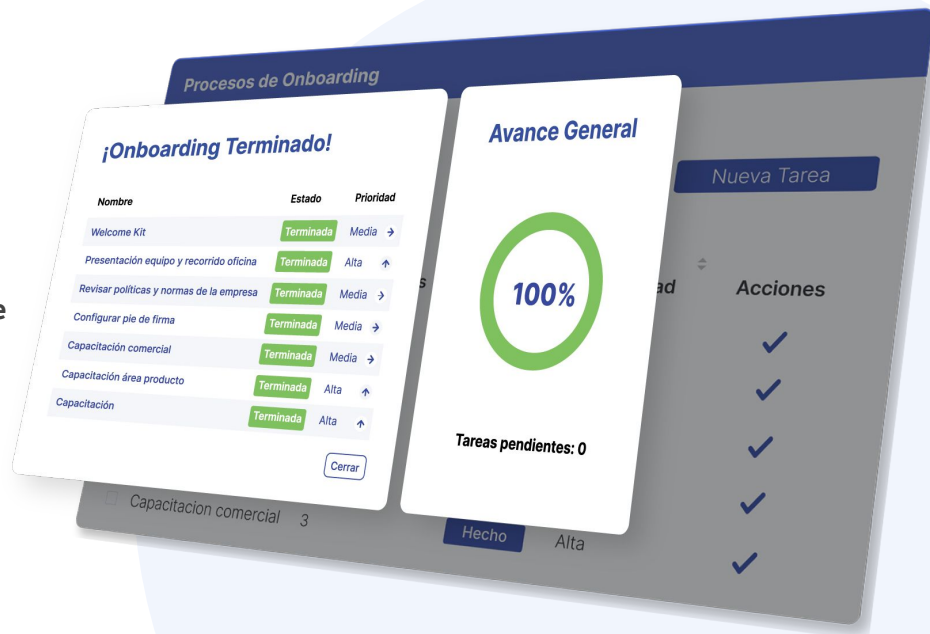 Procesos de Onboarding
¡Onboarding Terminado!
Nombre Estado Prioridad
Welcome Kit Terminada Media
Presentación equipo y recorrido oficina Terminada Alta
Revisar políticas y normas de la empresa Terminada Media
Configurar pie de firma Terminada Media
Capacitación comercial Terminada Media
Capacitación área producto Terminada Alta
Capacitación Terminada Alta
Cerrar
Avance General
100%
Tareas pendientes: 0
Nueva Tarea
s
ad Acciones
Capacitacion comercial 3 Hecho Alta
e